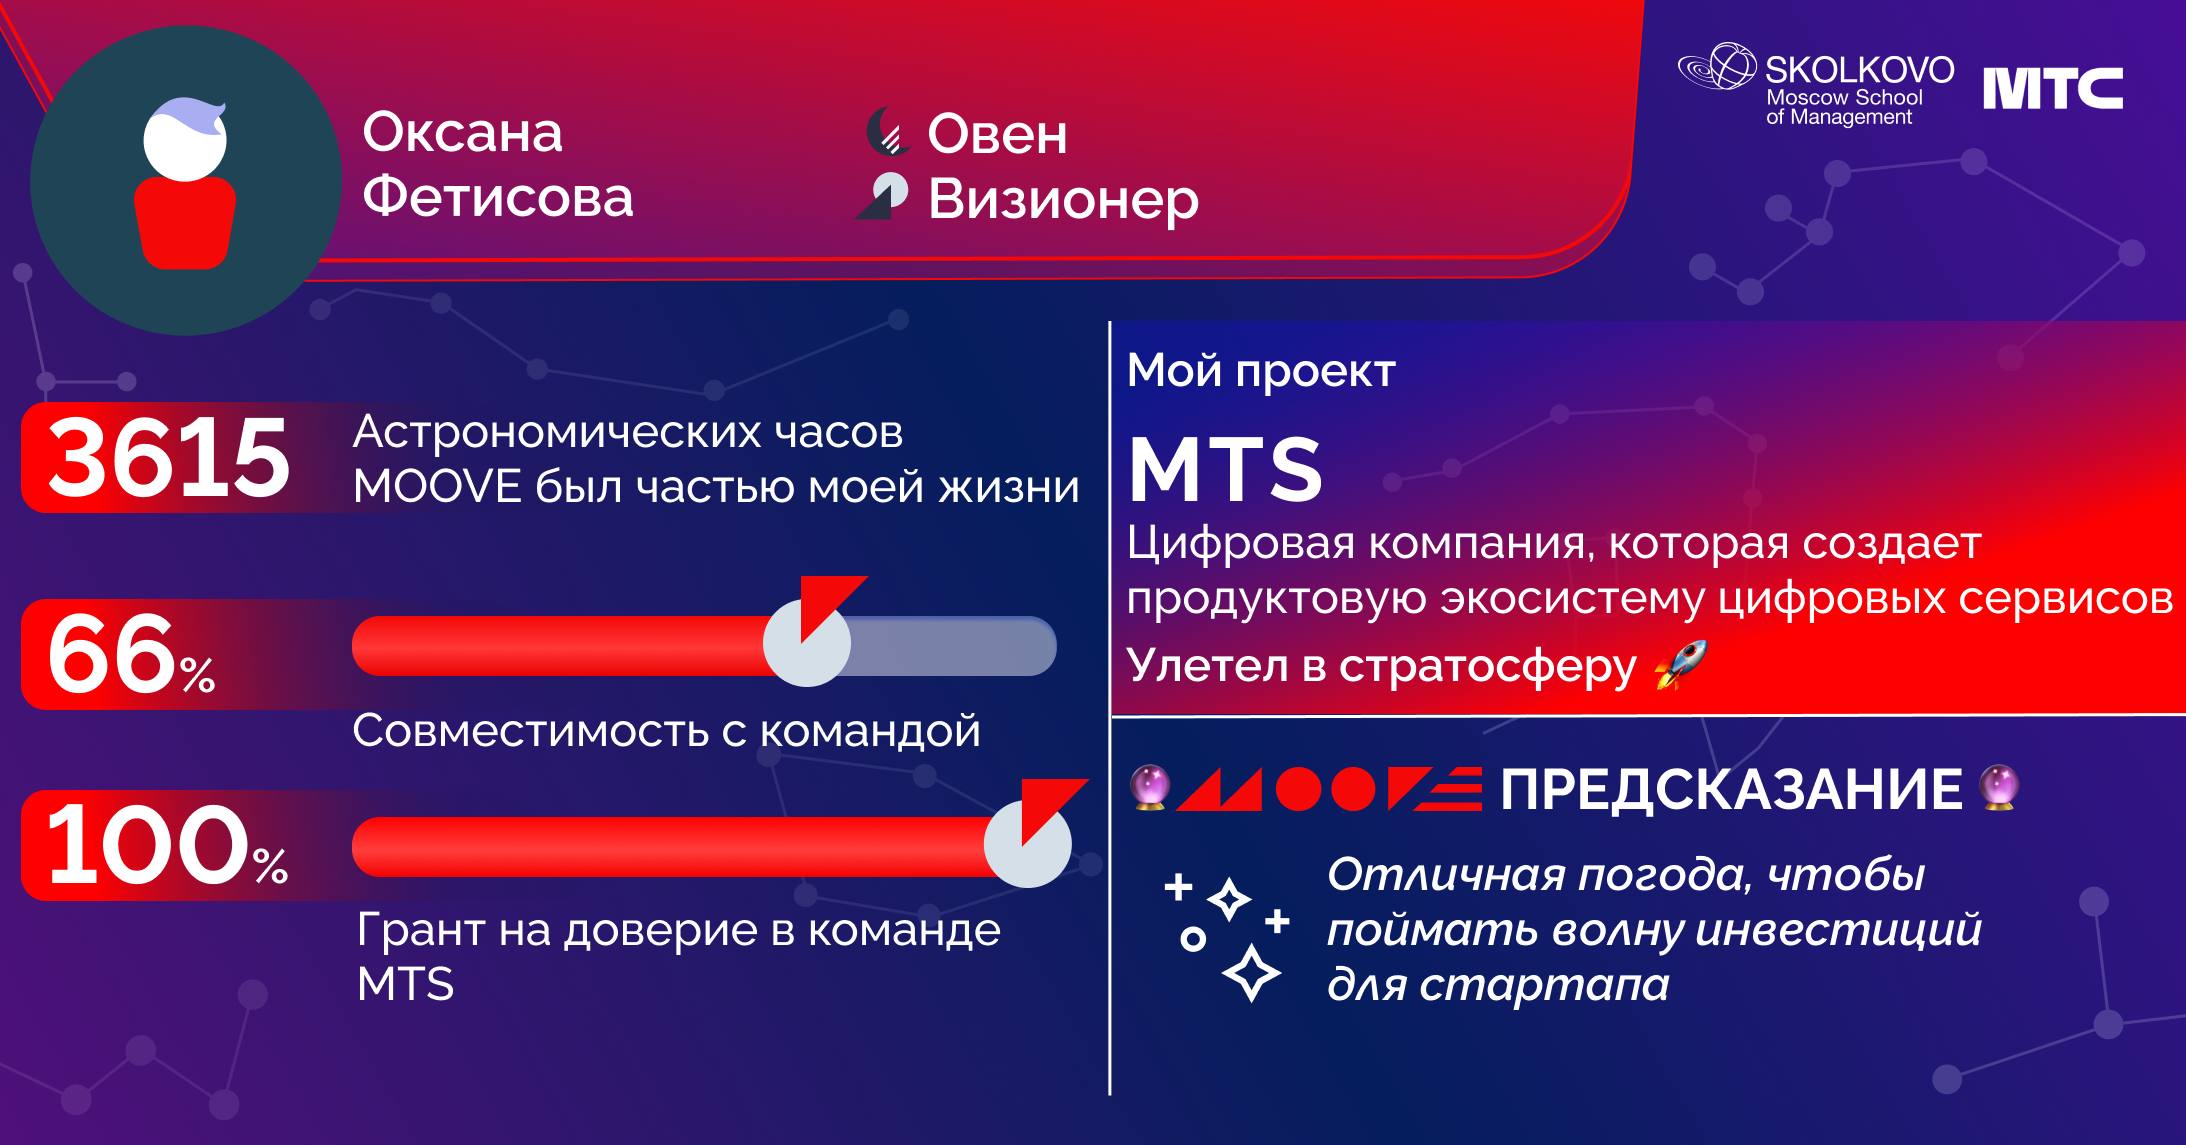 Оксана
Фетисова
Овен
Визионер
SKOLKOVO
Moscow School
of Management
МТС
3615
Астрономических часов
MOOVE был частью моей жизни
66%
Совместимость с командой
100%
Грант на доверие в команде
MTS
Мой проект
MTS
Цифровая компания, которая создает
продуктовую экосистему цифровых сервисов
Улетел в стратосферу 🚀
🔮 MOOVE ПРЕДСКАЗАНИЕ 🔮
Отличная погода, чтобы
поймать волну инвестиций
для стартапа